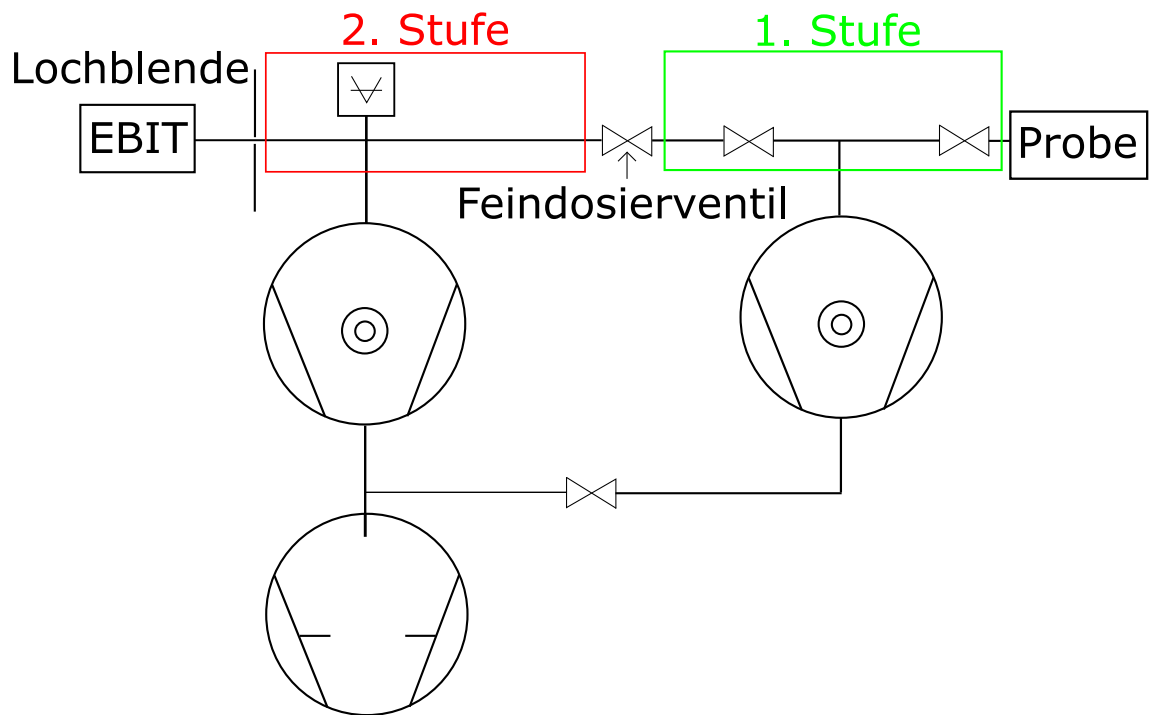 2. Stufe
1. Stufe
Lochblende
EBIT
Probe
Feindosierventil